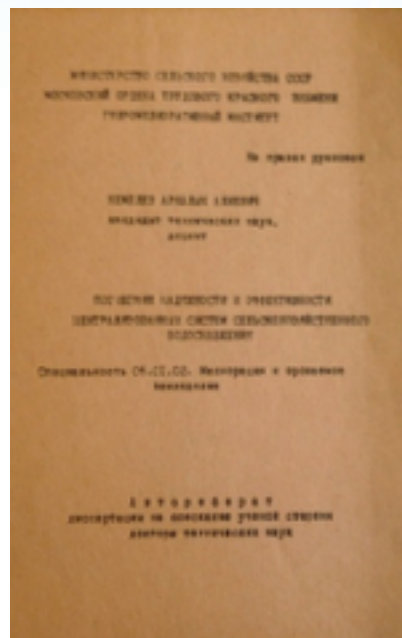 МИНИСТЕРСТВО СЕЛЬСКОГО ХОЗЯЙСТВА СССР
МОСКОВСКИЙ ОРДЕНА ТРУДОВОГО КРАСНОГО ЗНАМЕНИ
ГИДРОМЕЛИОРАТИВНЫЙ ИНСТИТУТ
На правах рукописи
кандидат технических наук,
доцент
ПОВЫШЕНИЕ НАДЕЖНОСТИ И ЭФФЕКТИВНОСТИ
ЦЕНТРАЛИЗОВАННЫХ СИСТЕМ СЕЛЬСКОХОЗЯЙСТВЕННОГО
ВОДОСНАБЖЕНИЯ
Специальность 06.01.02. Мелиорация и орошаемое
земледелие
Автореферат
диссертации на соискание ученой степени
доктора технических наук